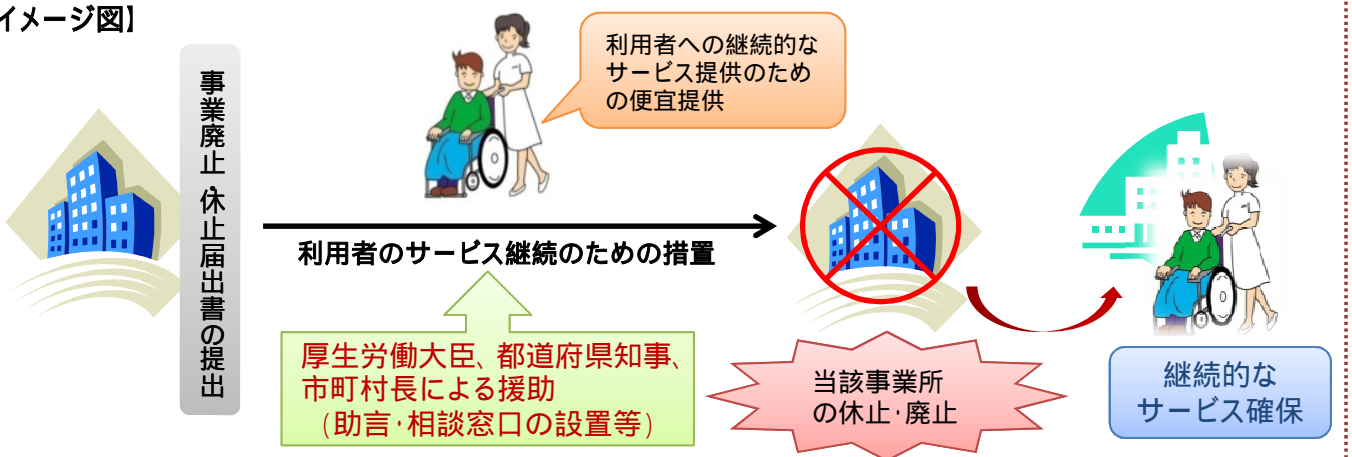 イメージ図】
事業廃止・休止届出書の提出
利用者への継続的な
サービス提供のため
の便宜提供
利用者のサービス継続のための措置
厚生労働大臣、都道府県知事、
市町村長による援助
（助言・相談窓口の設置等）
当該事業所
の休止・廃止
継続的な
サービス確保